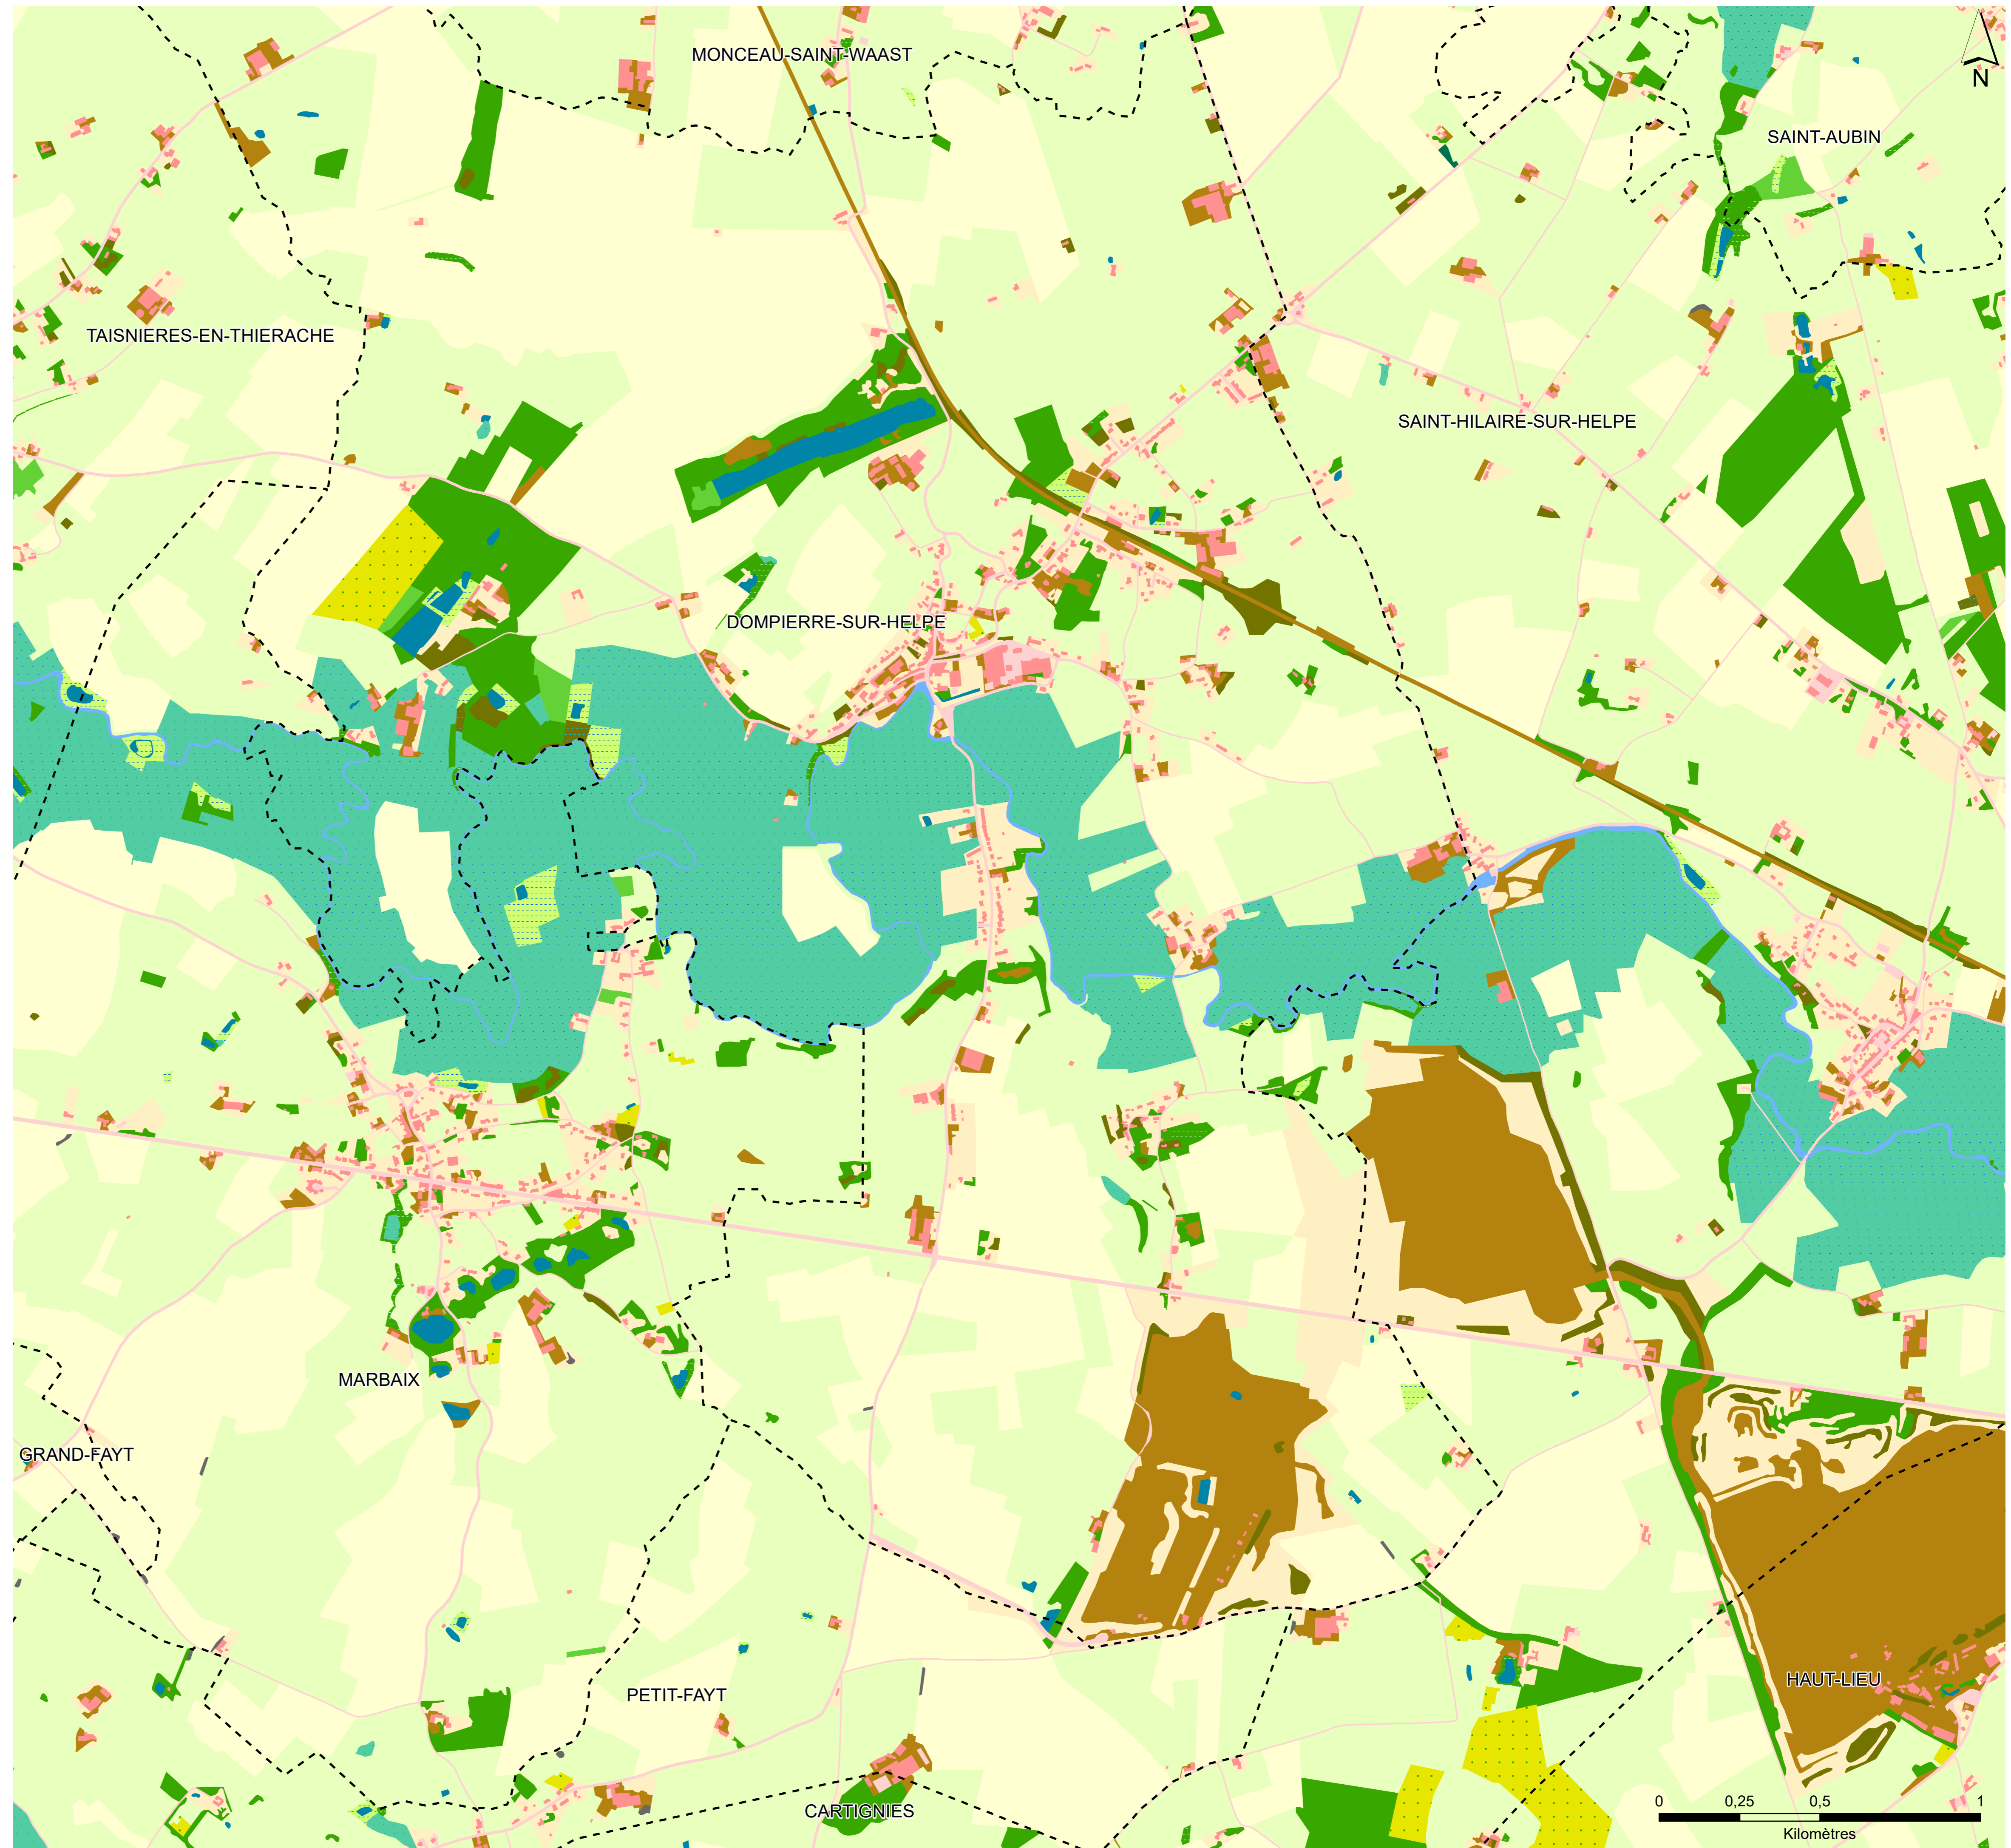 MONCEAU-SAINT-WAAST
N
SAINT-AUBIN
TAISNIERES-EN-THIERACHE
SAINT-HILAIRE-SUR-HELPE
DOMPIERRE-SUR-HELPE
MARBAIX
GRAND-FAYT
HAUT-LIEU
PETIT-FAYT
CARTIGNIES
0 0,25 0,5 1
Kilomètres